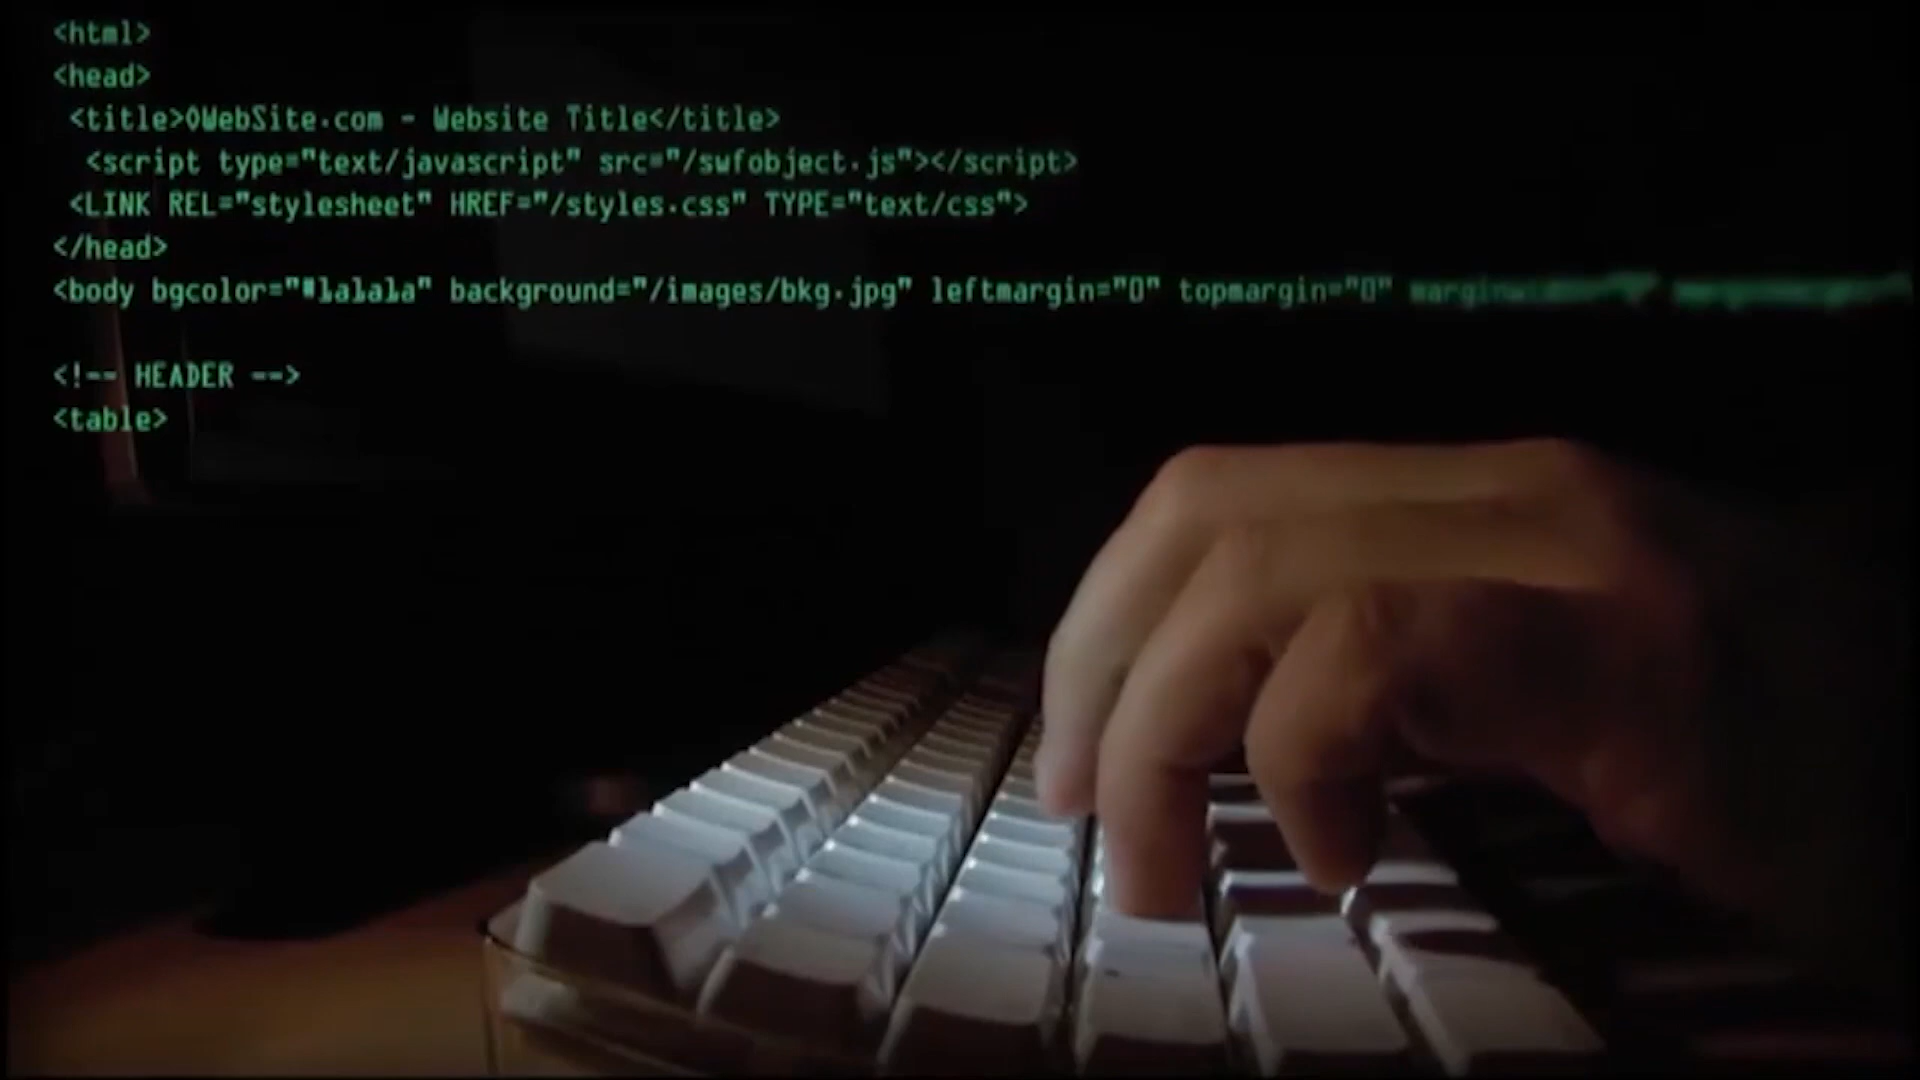 <html>
<head>
<title>0WebSite.com - Website Title</title>
<script type="text/javascript" src="/swfobject.js"></script>
<LINK REL="stylesheet" HREF="/styles.css" TYPE="text/css">
</head>
<body bgcolor="#1a1a1a" background="/images/bkg.jpg" leftmargin="0" topmargin="0"
<!-- HEADER -->
<table>